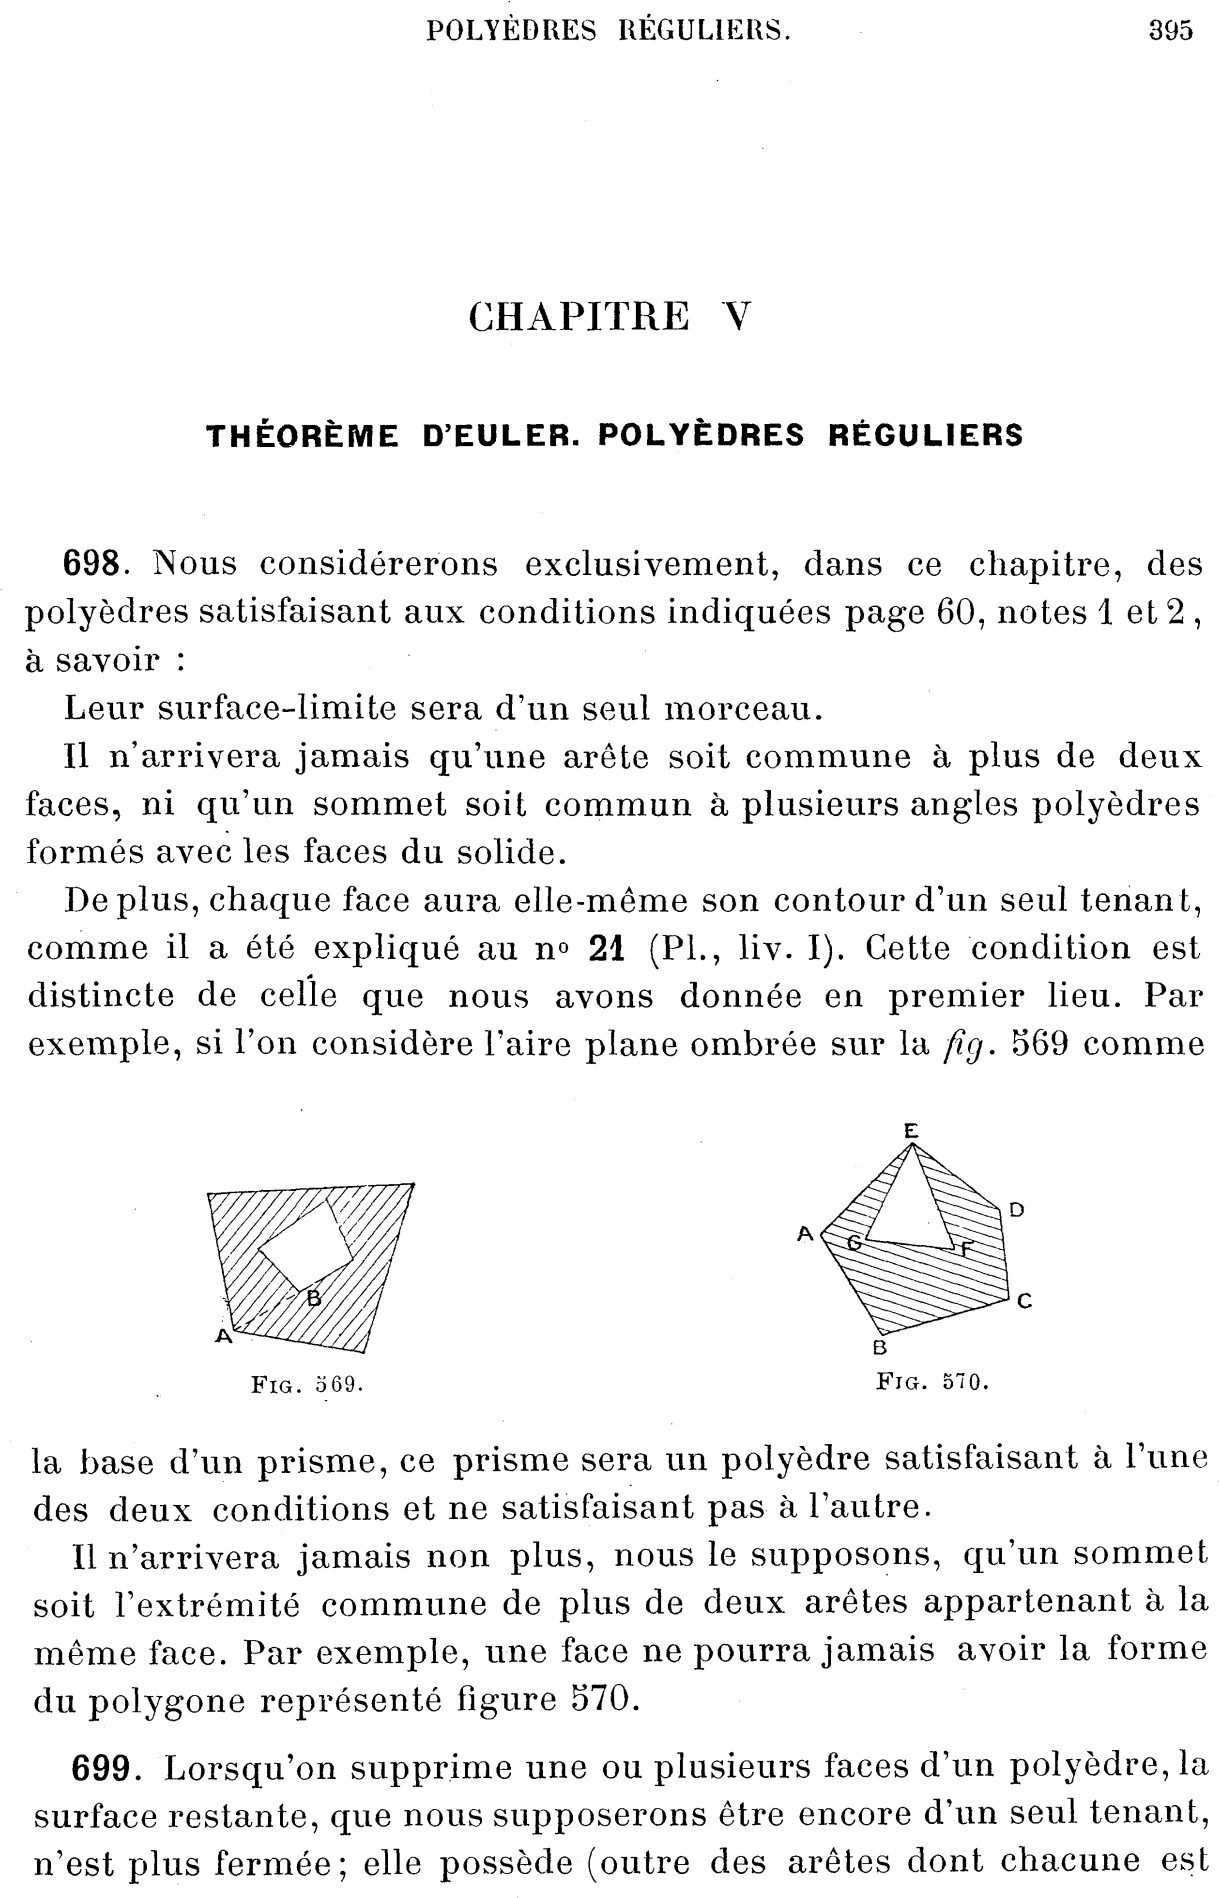 POLYÈDRES RÉGULIERS. 395
CHAPITRE V
THÉORÈME D'EULER. POLYÈDRES RÉGULIERS
698. Nous considérerons exclusivement, dans ce chapitre, des
polyèdres satisfaisant aux conditions indiquées page 60, notes 1 et 2,
à savoir :
Leur surface-limite sera d'un seul morceau.
Il n'arrivera jamais qu'une arête soit commune à plus de deux
faces, ni qu'un sommet soit commun à plusieurs angles polyèdres
formés avec les faces du solide.
De plus, chaque face aura elle-même son contour d'un seul tenant,
comme il a été expliqué au nº 21 (Pl., liv. I). Cette condition est
distincte de celle que nous avons donnée en premier lieu. Par
exemple, si l'on considère l'aire plane ombrée sur la fig. 569 comme
A B
FIG. 569.
E
D
A G F
C
B
FIG. 570.
la base d'un prisme, ce prisme sera un polyèdre satisfaisant à l'une
des deux conditions et ne satisfaisant pas à l'autre.
Il n'arrivera jamais non plus, nous le supposons, qu'un sommet
soit l'extrémité commune de plus de deux arêtes appartenant à la
même face. Par exemple, une face ne pourra jamais avoir la forme
du polygone représenté figure 570.
699. Lorsqu'on supprime une ou plusieurs faces d'un polyèdre, la
surface restante, que nous supposerons être encore d'un seul tenant,
n'est plus fermée; elle possède (outre des arêtes dont chacune est